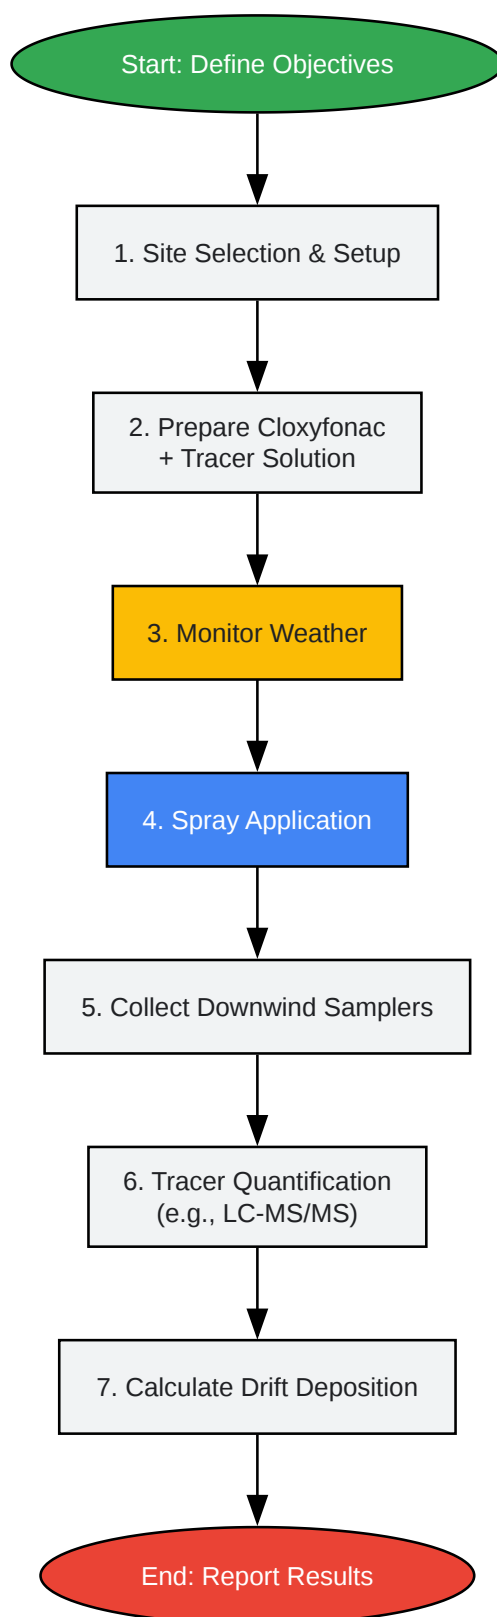 Start: Define Objectives
1. Site Selection & Setup
2. Prepare Cloxyfonac
+ Tracer Solution
3. Monitor Weather
4. Spray Application
5. Collect Downwind Samplers
6. Tracer Quantification
(e.g., LC-MS/MS)
7. Calculate Drift Deposition
End: Report Results